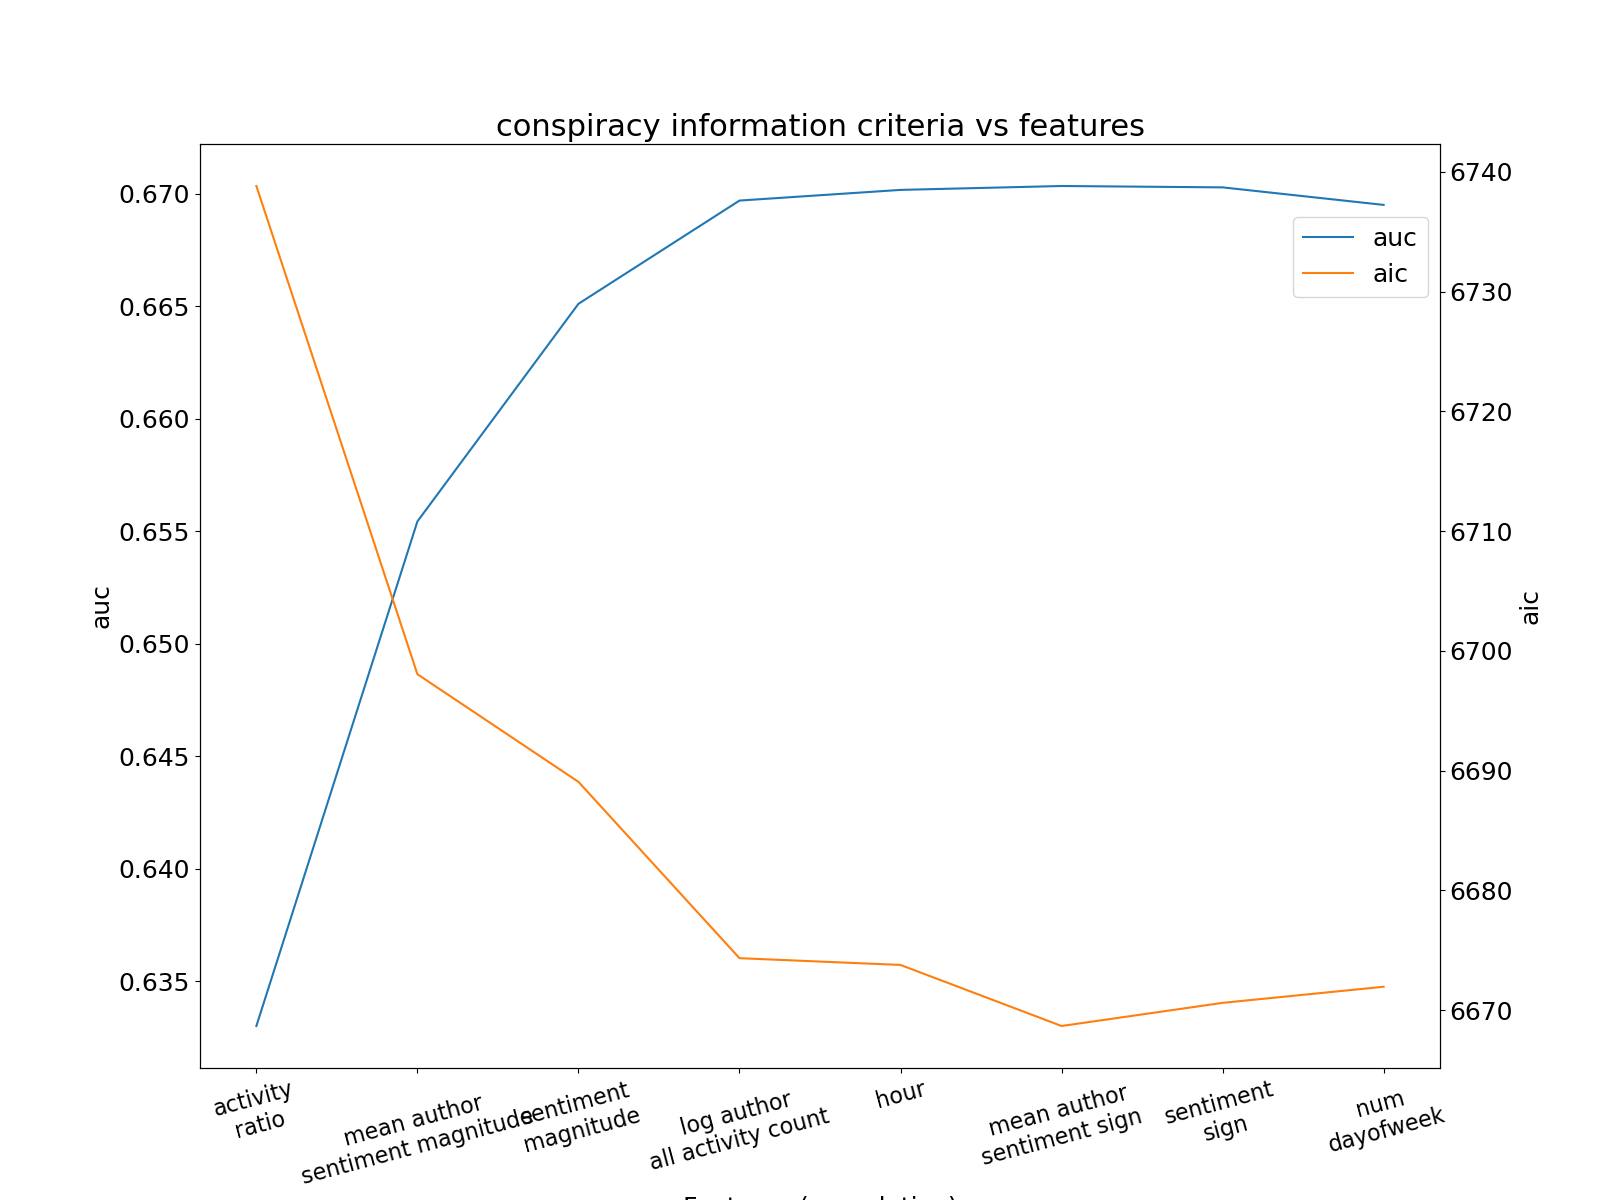 conspiracy information criteria vs features
0.670
0.665
0.660
0.655
0.650
0.645
0.640
0.635
auc
6740
6730
6720
6710
6700
6690
6680
6670
aic
auc
aic
activity
ratio
mean author
sentiment magnitude
sentiment
magnitude
log author
all activity count
hour
mean author
sentiment sign
sentiment
sign
num
dayofweek